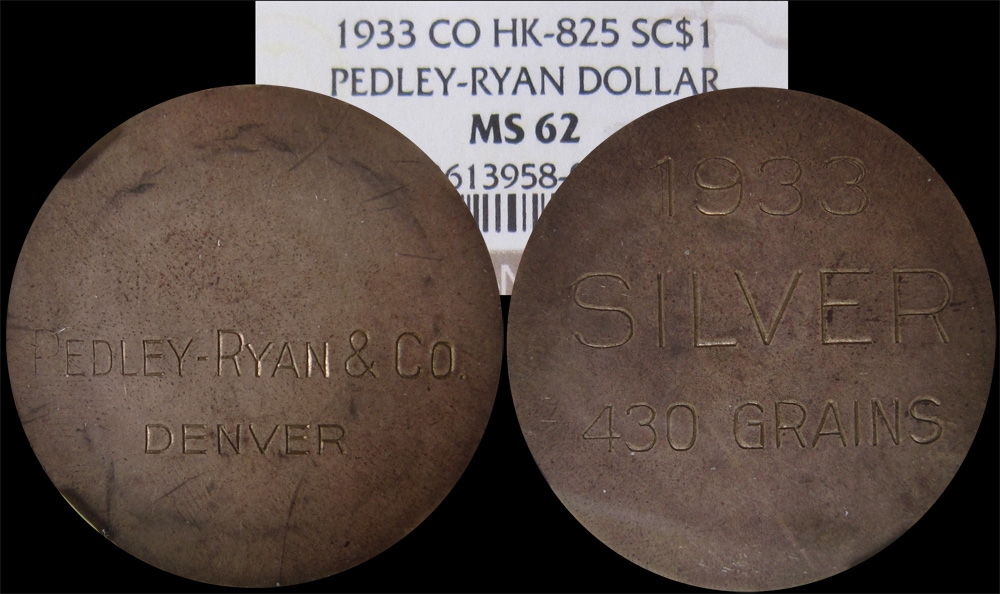 1933 CO HK-825 SC$1
PEDLEY-RYAN DOLLAR
MS 62
613958-
PEDLEY-RYAN & CO.
DENVER
1933
SILVER
430 GRAINS